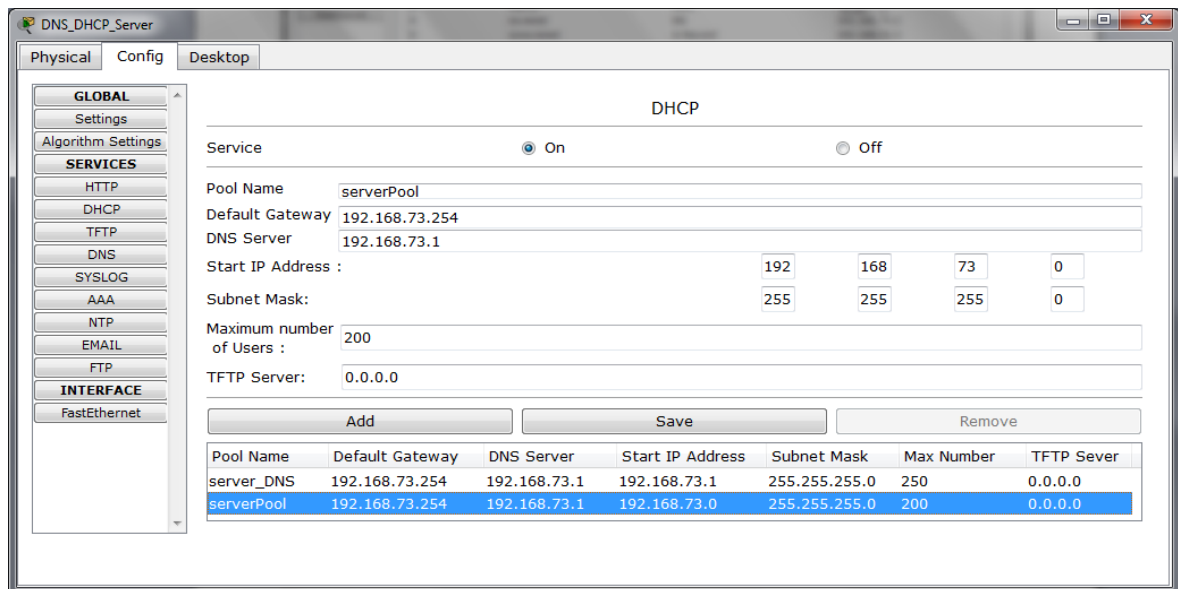 DNS_DHCP_Server
Physical Config Desktop
GLOBAL
Settings
Algorithm Settings
SERVICES
HTTP
DHCP
TFTP
DNS
SYSLOG
AAA
NTP
EMAIL
FTP
INTERFACE
FastEthernet
DHCP
Service On Off
Pool Name serverPool
Default Gateway 192.168.73.254
DNS Server 192.168.73.1
Start IP Address : 192 168 73 0
Subnet Mask: 255 255 255 0
Maximum number
of Users : 200
TFTP Server: 0.0.0.0
Add Save Remove
Pool Name Default Gateway DNS Server Start IP Address Subnet Mask Max Number TFTP Sever
server_DNS 192.168.73.254 192.168.73.1 192.168.73.1 255.255.255.0 250 0.0.0.0
serverPool 192.168.73.254 192.168.73.1 192.168.73.0 255.255.255.0 200 0.0.0.0